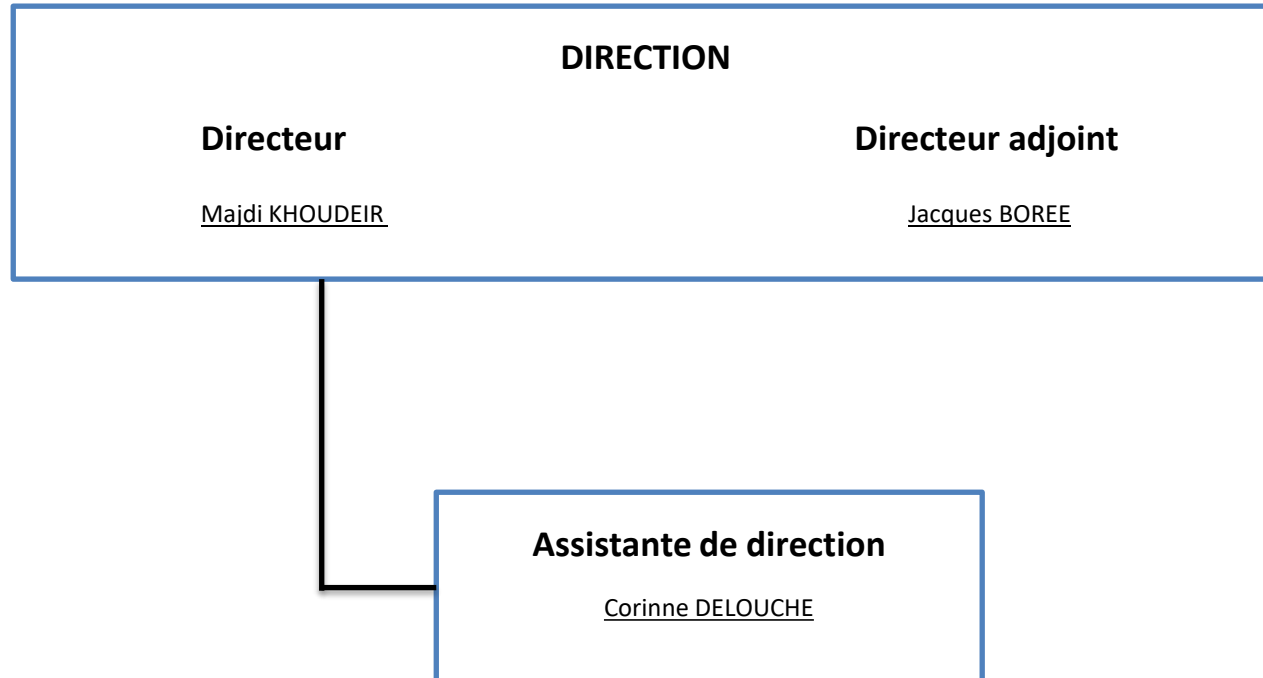 DIRECTION
Directeur
Directeur adjoint
Majdi KHOUDEIR
Jacques BOREE
Assistante de direction
Corinne DELOUCHE